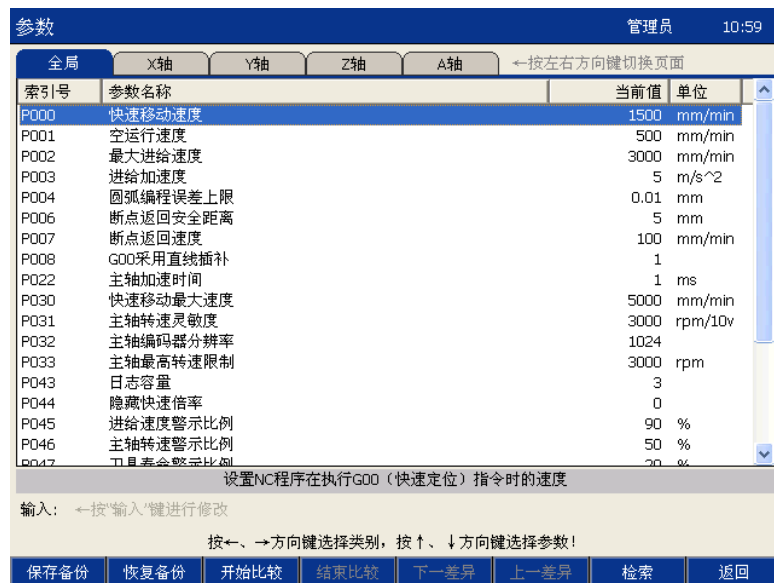 参数 管理员 10:59
全局 X轴 Y轴 Z轴 A轴 ←按左右方向键切换页面
索引号 参数名称 当前值 单位
P000 快速移动速度 1500 mm/min
P001 空运行速度 500 mm/min
P002 最大进给速度 3000 mm/min
P003 进给加速度 5 m/s^2
P004 圆弧编程误差上限 0.01 mm
P006 断点返回安全距离 5 mm
P007 断点返回速度 100 mm/min
P008 G00采用直线插补 1
P022 主轴加速时间 1 ms
P030 快速移动最大速度 5000 mm/min
P031 主轴转速灵敏度 3000 rpm/10v
P032 主轴编码器分辨率 1024
P033 主轴最高转速限制 3000 rpm
P043 日志容量 3
P044 隐藏快速倍率 0
P045 进给速度警示比例 90 %
P046 主轴转速警示比例 50 %
P047 刀具寿命警示比例 20 %
设置NC程序在执行G00（快速定位）指令时的速度
输入: ←按"输入"键进行修改
按←、→方向键选择类别，按↑、↓方向键选择参数!
保存备份 恢复备份 开始比较 结束比较 下一差异 上一差异 检索 返回